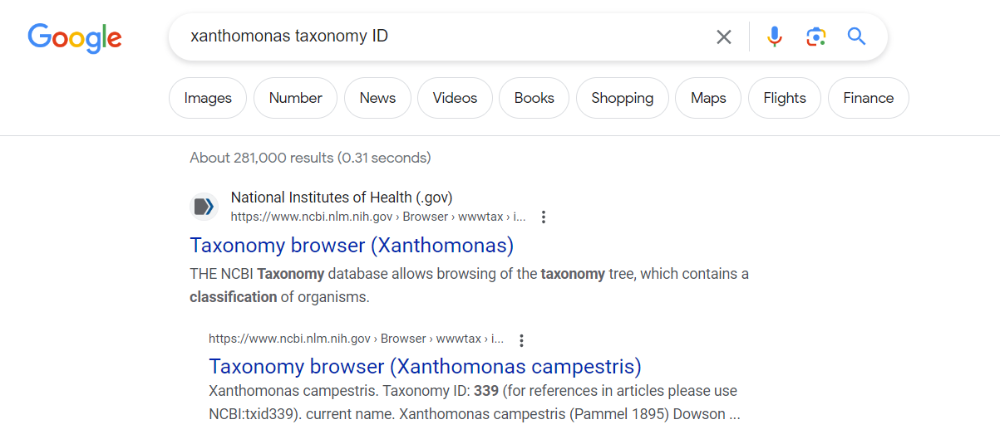 Google
xanthomonas taxonomy ID
Images
Number
News
Videos
Books
Shopping
Maps
Flights
Finance
About 281,000 results (0.31 seconds)
National Institutes of Health (.gov)
https://www.ncbi.nlm.nih.gov › Browser › wwwtax › i...
Taxonomy browser (Xanthomonas)
THE NCBI Taxonomy database allows browsing of the taxonomy tree, which contains a
classification of organisms.
https://www.ncbi.nlm.nih.gov › Browser › wwwtax › i...
Taxonomy browser (Xanthomonas campestris)
Xanthomonas campestris. Taxonomy ID: 339 (for references in articles please use
NCBI:txid339). current name. Xanthomonas campestris (Pammel 1895) Dowson ...